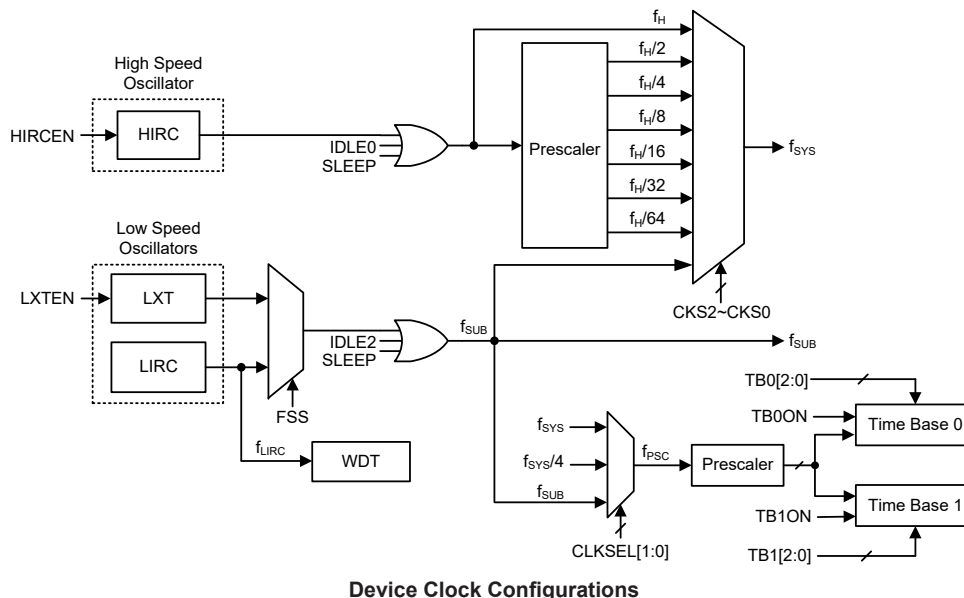 High Speed
Oscillator
HIRCEN
HIRC
IDLE0
SLEEP
Prescaler
fH
fH/2
fH/4
fH/8
fH/16
fH/32
fH/64
fSYS
CKS2~CKS0
Low Speed
Oscillators
LXTEN
LXT
LIRC
FSS
IDLE2
SLEEP
fSUB
fSUB
fLIRC
WDT
fSYS
fSYS/4
fSUB
CLKSEL[1:0]
fPSC
Prescaler
TB0[2:0]
TB0ON
Time Base 0
Time Base 1
TB1ON
TB1[2:0]
Device Clock Configurations